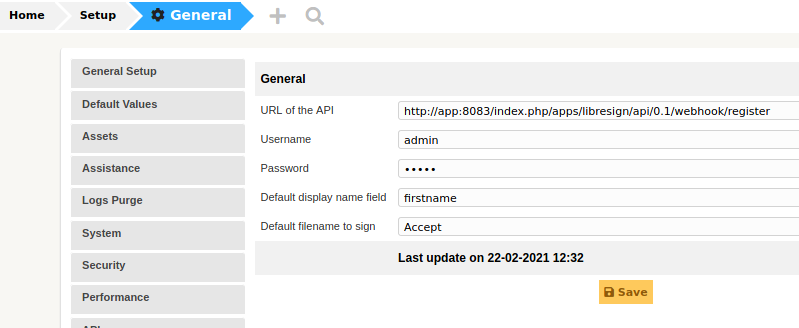 Home
Setup
General
General Setup
Default Values
Assets
Assistance
Logs Purge
System
Security
Performance
General
URL of the API http://app:8083/index.php/apps/libresign/api/0.1/webhook/register
Username admin
Password •••••
Default display name field firstname
Default filename to sign Accept
Last update on 22-02-2021 12:32
Save